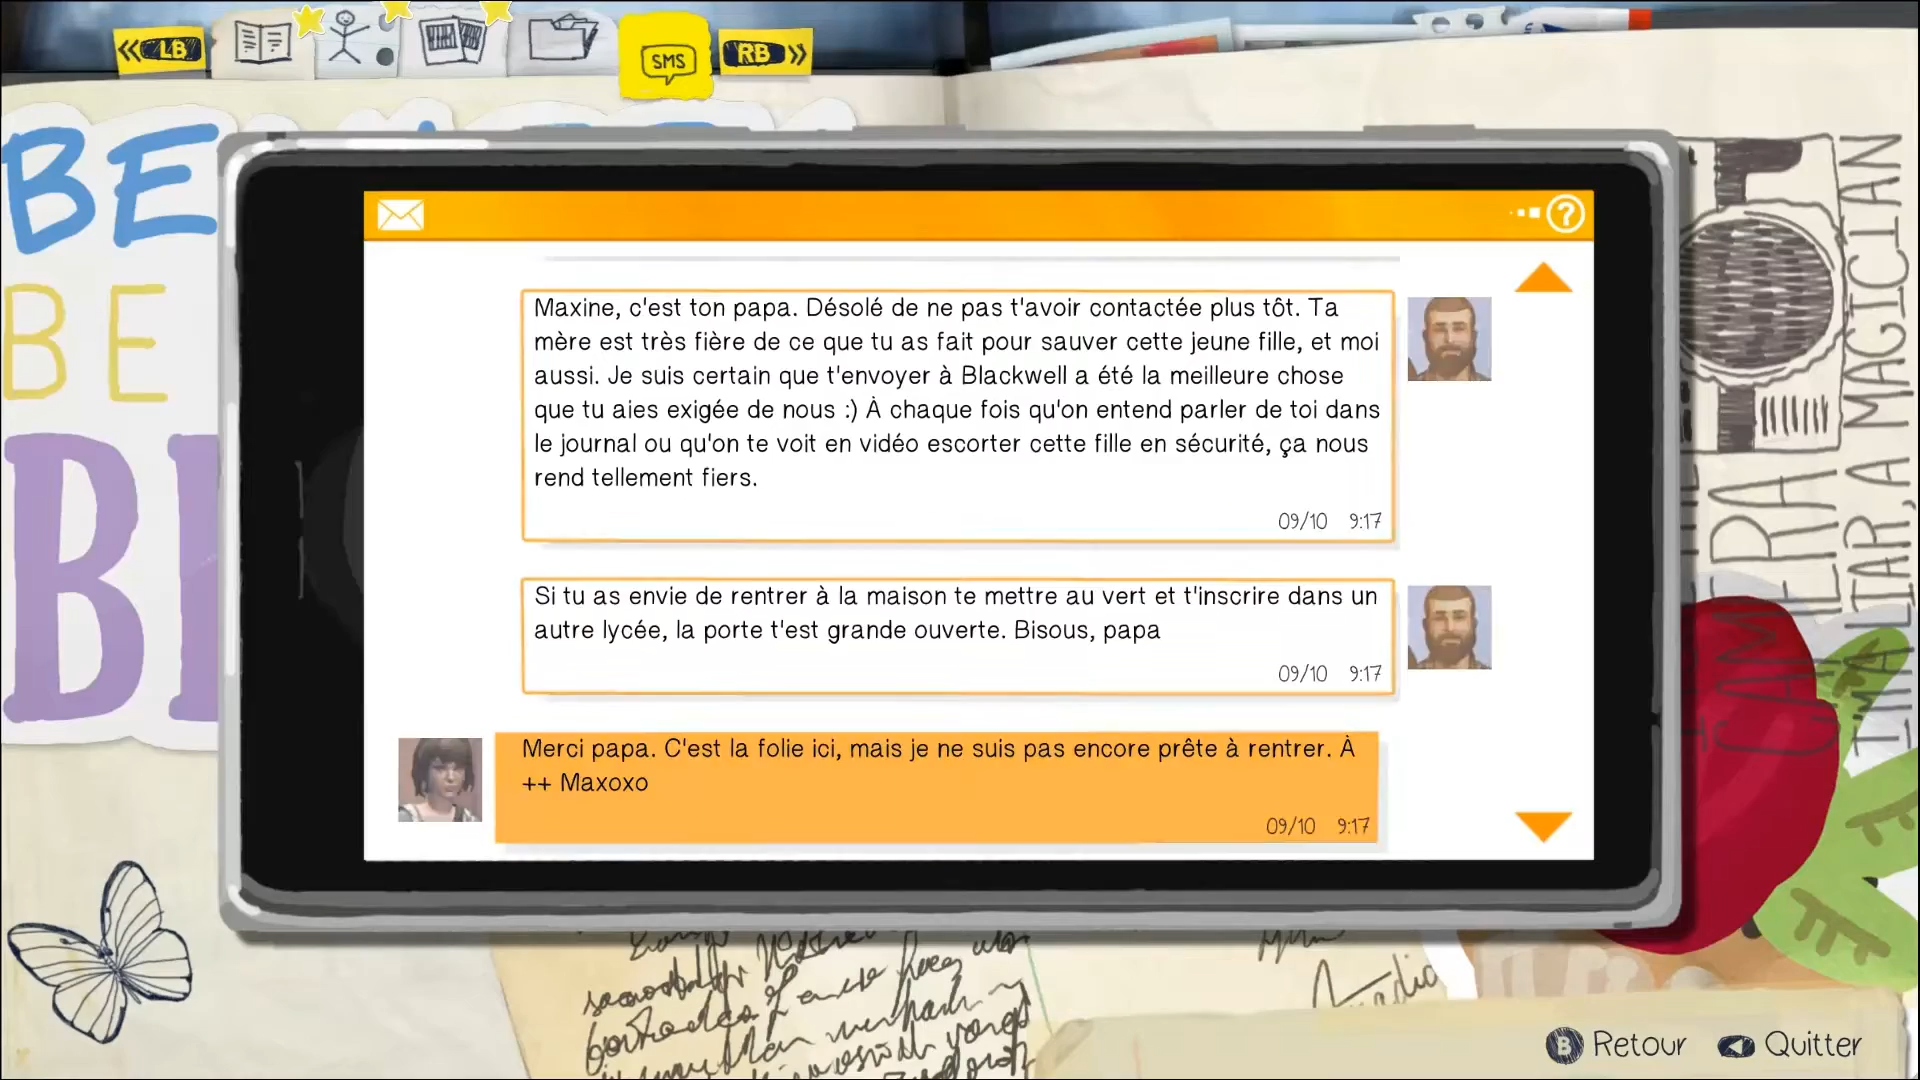 LB
SMS
RB
BE
BE
Maxine, c'est ton papa. Désolé de ne pas t'avoir contactée plus tôt. Ta
mère est très fière de ce que tu as fait pour sauver cette jeune fille, et moi
aussi. Je suis certain que t'envoyer à Blackwell a été la meilleure chose
que tu aies exigée de nous :) À chaque fois qu'on entend parler de toi dans
le journal ou qu'on te voit en vidéo escorter cette fille en sécurité, ça nous
rend tellement fiers.
09/10 9:17
Si tu as envie de rentrer à la maison te mettre au vert et t'inscrire dans un
autre lycée, la porte t'est grande ouverte. Bisous, papa
09/10 9:17
Merci papa. C'est la folie ici, mais je ne suis pas encore prête à rentrer. À
++ Maxoxo
09/10 9:17
CAMERA
A MAGICIAN
B Retour
Quitter